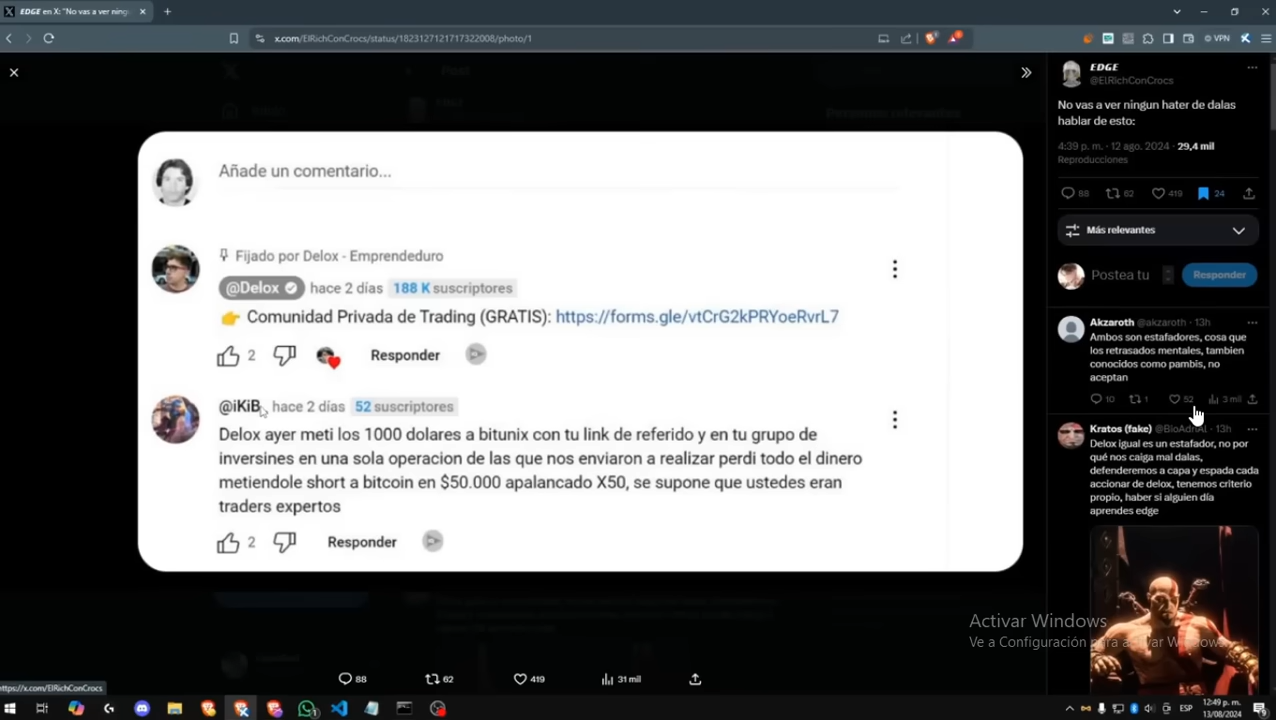 EDGE en X: "No vas a ver ning
x.com/ElRichConCrocs/status/1823127121717322008/photo/1
VPN
Añade un comentario...
Fijado por Delox - Emprendeduro
@Delox hace 2 días 188 K suscriptores
👉 Comunidad Privada de Trading (GRATIS): https://forms.gle/vtCrG2kPRYoeRvrL7
2 Responder
@iKiB hace 2 días 52 suscriptores
Delox ayer meti los 1000 dolares a bitunix con tu link de referido y en tu grupo de
inversines en una sola operacion de las que nos enviaron a realizar perdi todo el dinero
metiendole short a bitcoin en $50.000 apalancado X50, se supone que ustedes eran
traders expertos
2 Responder
88 62 419 31 mil
EDGE
@ElRichConCrocs
No vas a ver ningun hater de dalas
hablar de esto:
4:39 p. m. · 12 ago. 2024 · 29,4 mil
Reproducciones
88 62 419 24
Más relevantes
Postea tu Responder
Akzaroth @akzaroth · 13h
Ambos son estafadores, cosa que
los retrasados mentales, tambien
conocidos como pambis, no
aceptan
10 1 52 3 mil
Kratos (fake) @BioAdriAl · 13h
Delox igual es un estafador, no por
qué nos caiga mal dalas,
defenderemos a capa y espada cada
accionar de delox, tenemos criterio
propio, haber si alguien día
aprendes edge
Activar Windows
Ve a Configuración para activar Windows.
https://x.com/ElRichConCrocs
ESP
12:49 p. m.
13/08/2024